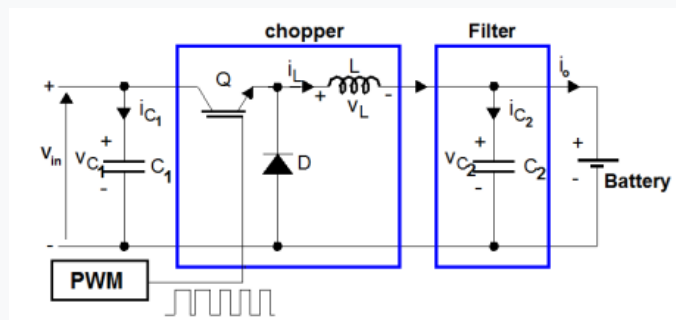 chopper
Filter
+
Q
i_L
L
i_o
+
V_L
-
i_C1
i_C2
V_in
+
V_C1
C_1
-
D
+
V_C2
C_2
-
+
-
Battery
-
PWM